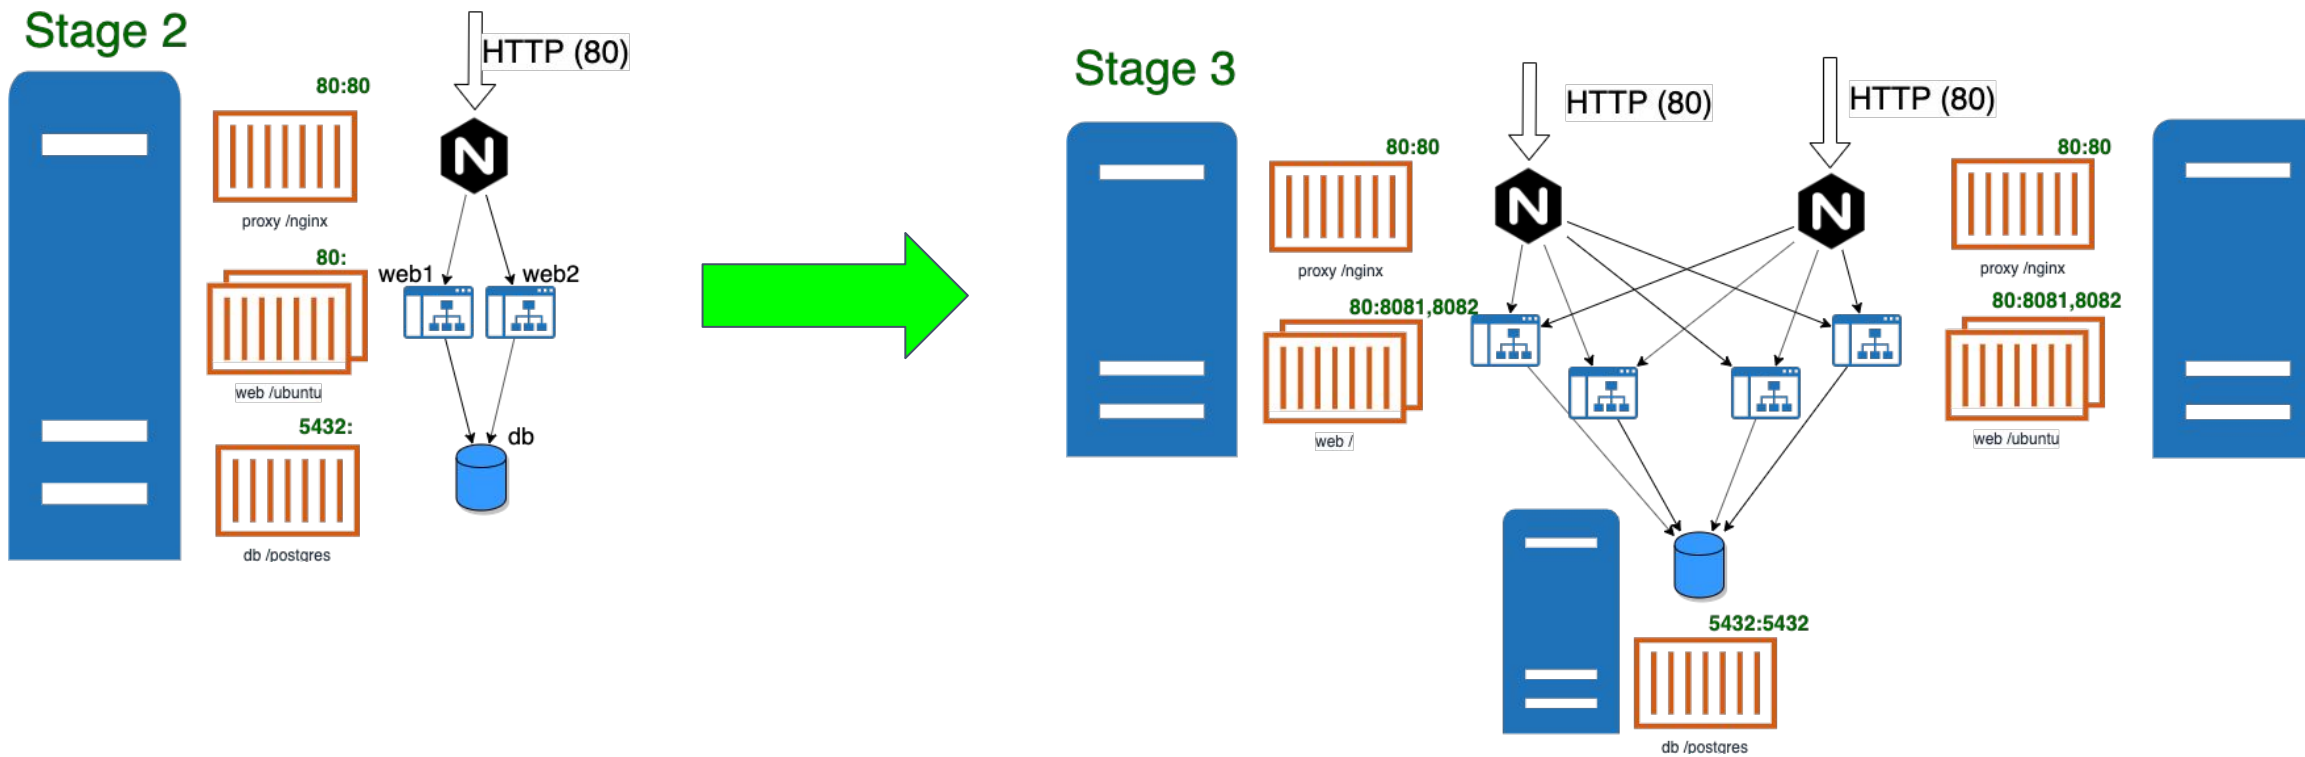 Stage 2
HTTP (80)
80:80
N
proxy /nginx
80:
web1
web2
web /ubuntu
5432:
db
db /postgres
Stage 3
HTTP (80)
HTTP (80)
80:80
80:80
N
N
proxy /nginx
proxy /nginx
80:8081,8082
80:8081,8082
web /
web /ubuntu
5432:5432
db /postgres